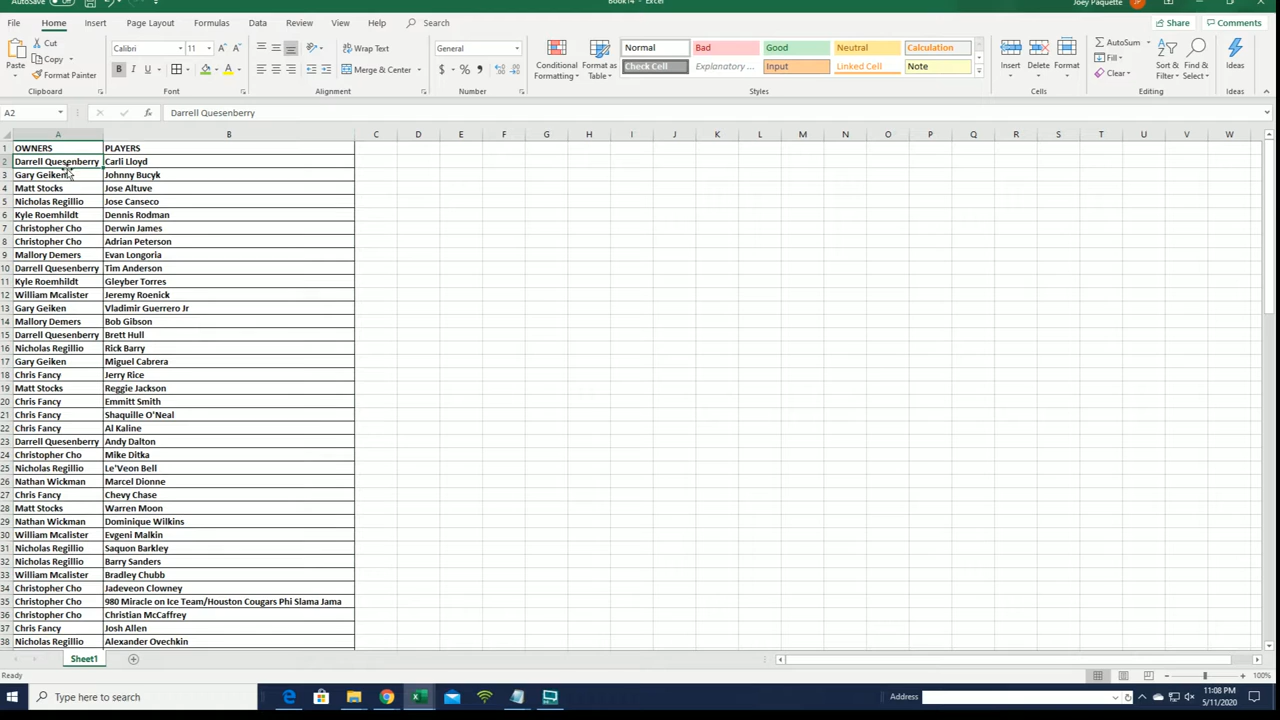 AutoSave Off Book14 - Excel Joey Paquette JP
File Home Insert Page Layout Formulas Data Review View Help Search Share Comments
Paste Cut Copy Format Painter Clipboard
Calibri 11 B I U A Font
Wrap Text Merge & Center Alignment
General $ % Number
Conditional Formatting Format as Table
Normal Bad Good Neutral Calculation
Check Cell Explanatory ... Input Linked Cell Note
Styles
Insert Delete Format Cells
AutoSum Fill Clear Sort & Filter Find & Select Editing
Ideas Ideas
A2 fx Darrell Quesenberry
A B C D E F G H I J K L M N O P Q R S T U V W
1 OWNERS PLAYERS
2 Darrell Quesenberry Carli Lloyd
3 Gary Geiken Johnny Bucyk
4 Matt Stocks Jose Altuve
5 Nicholas Regillio Jose Canseco
6 Kyle Roemhildt Dennis Rodman
7 Christopher Cho Derwin James
8 Christopher Cho Adrian Peterson
9 Mallory Demers Evan Longoria
10 Darrell Quesenberry Tim Anderson
11 Kyle Roemhildt Gleyber Torres
12 William Mcalister Jeremy Roenick
13 Gary Geiken Vladimir Guerrero Jr
14 Mallory Demers Bob Gibson
15 Darrell Quesenberry Brett Hull
16 Nicholas Regillio Rick Barry
17 Gary Geiken Miguel Cabrera
18 Chris Fancy Jerry Rice
19 Matt Stocks Reggie Jackson
20 Chris Fancy Emmitt Smith
21 Chris Fancy Shaquille O'Neal
22 Chris Fancy Al Kaline
23 Darrell Quesenberry Andy Dalton
24 Christopher Cho Mike Ditka
25 Nicholas Regillio Le'Veon Bell
26 Nathan Wickman Marcel Dionne
27 Chris Fancy Chevy Chase
28 Matt Stocks Warren Moon
29 Nathan Wickman Dominique Wilkins
30 William Mcalister Evgeni Malkin
31 Nicholas Regillio Saquon Barkley
32 Nicholas Regillio Barry Sanders
33 William Mcalister Bradley Chubb
34 Christopher Cho Jadeveon Clowney
35 Christopher Cho 980 Miracle on Ice Team/Houston Cougars Phi Slama Jama
36 Christopher Cho Christian McCaffrey
37 Chris Fancy Josh Allen
38 Nicholas Regillio Alexander Ovechkin
Sheet1
Ready 100%
Type here to search Address 11:08 PM
5/11/2020